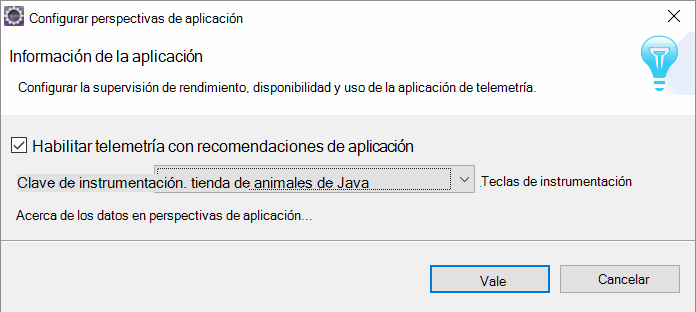 Configurar perspectivas de aplicación
Información de la aplicación
Configurar la supervisión de rendimiento, disponibilidad y uso de la aplicación de telemetría.
Habilitar telemetría con recomendaciones de aplicación
Clave de instrumentación. tienda de animales de Java .Teclas de instrumentación
Acerca de los datos en perspectivas de aplicación...
Vale Cancelar